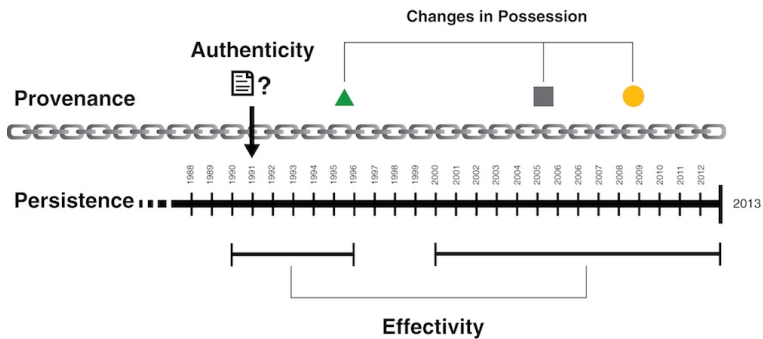 Changes in Possession
Authenticity
?
Provenance
1988 1989 1990 1991 1992 1993 1994 1995 1996 1997 1998 1999 2000 2001 2002 2003 2004 2005 2006 2006 2007 2008 2009 2010 2011 2012
Persistence
2013
Effectivity